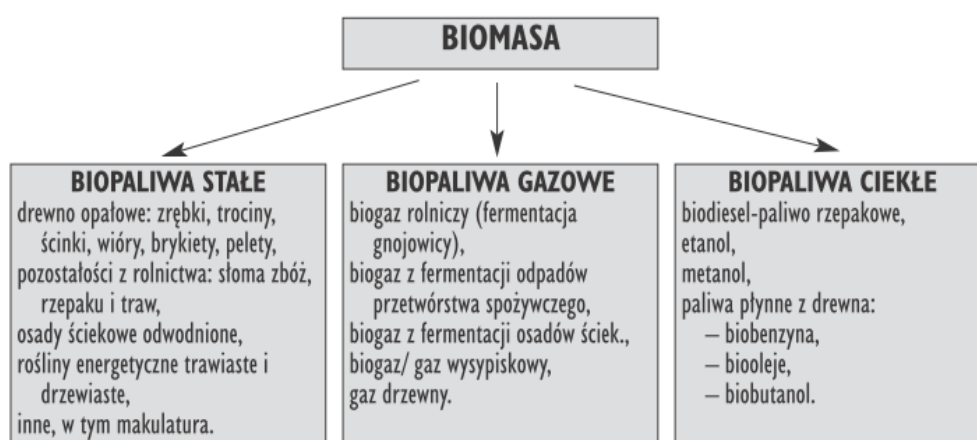 BIOMASA
BIOPALIWA STAŁE
drewno opałowe: zrębki, trociny,
ścinki, wióry, brykiety, pelety,
pozostałości z rolnictwa: słoma zbóż,
rzepaku i traw,
osady ściekowe odwodnione,
rośliny energetyczne trawiaste i
drzewiaste,
inne, w tym makulatura.
BIOPALIWA GAZOWE
biogaz rolniczy (fermentacja
gnojowicy),
biogaz z fermentacji odpadów
przetwórstwa spożywczego,
biogaz z fermentacji osadów ściek.,
biogaz/ gaz wysypiskowy,
gaz drzewny.
BIOPALIWA CIEKŁE
biodiesel-paliwo rzepakowe,
etanol,
metanol,
paliwa płynne z drewna:
– biobenzyna,
– biooleje,
– biobutanol.